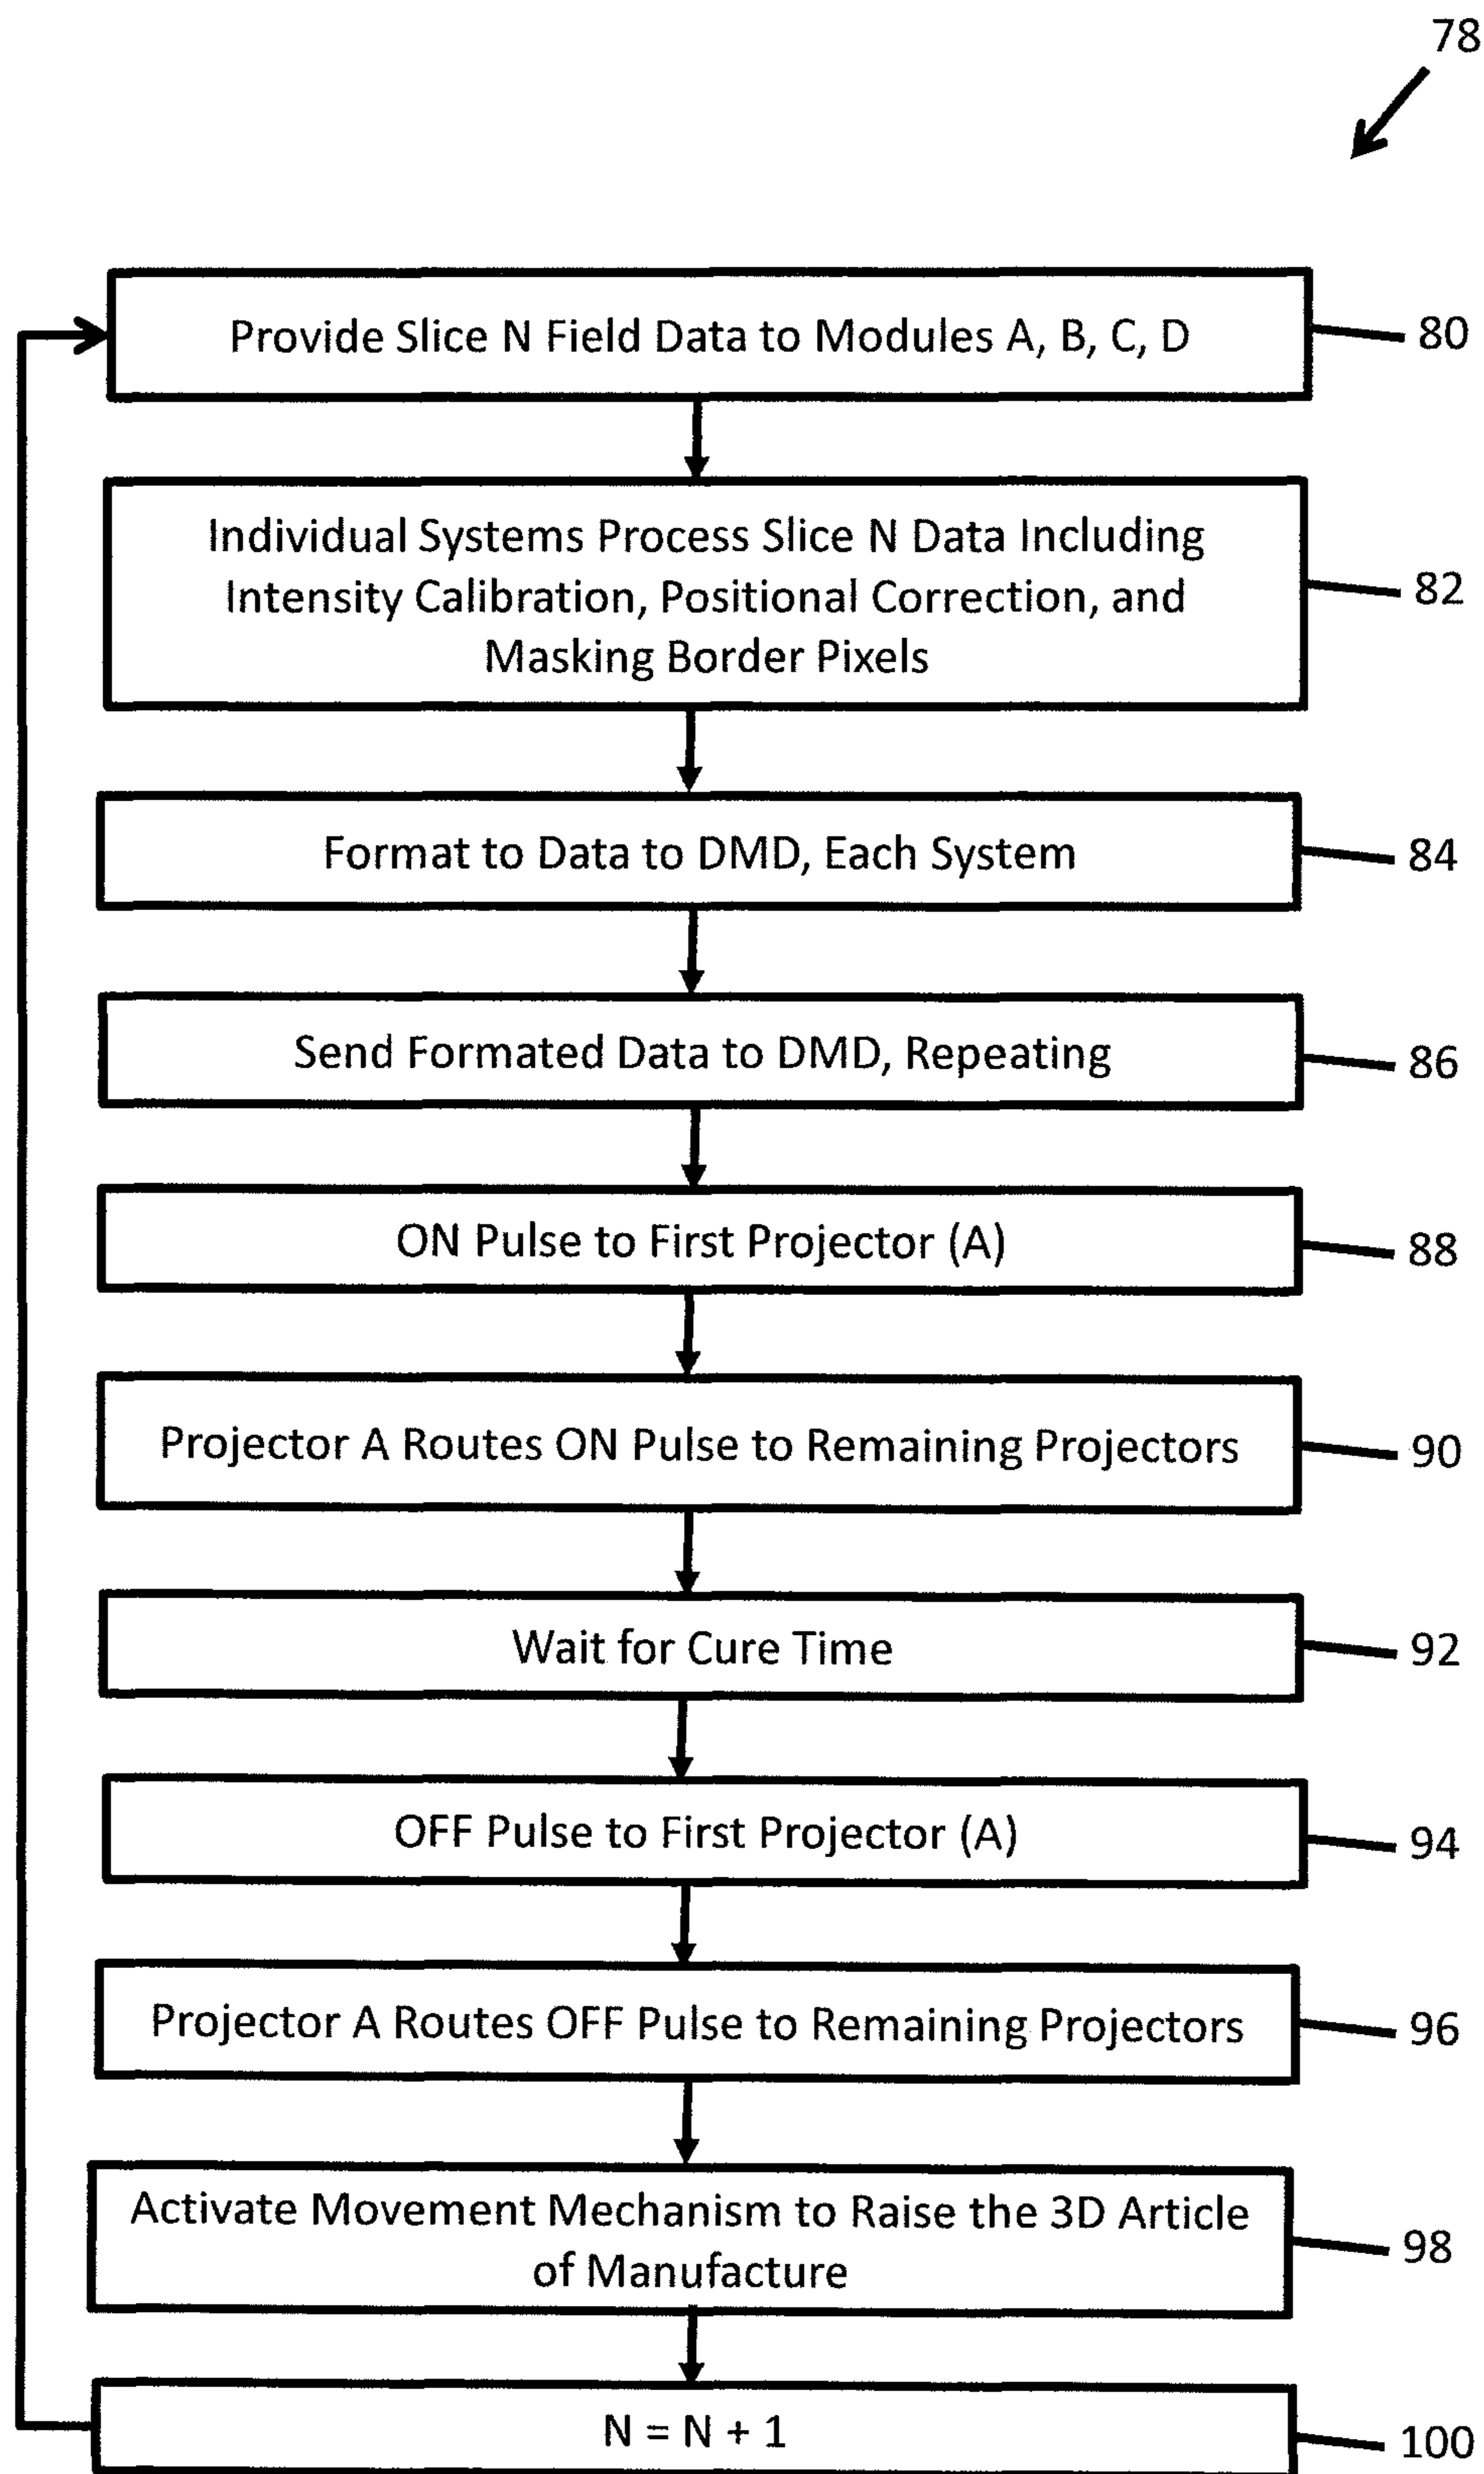 78
Provide Slice N Field Data to Modules A, B, C, D
80
Individual Systems Process Slice N Data Including
Intensity Calibration, Positional Correction, and
Masking Border Pixels
82
Format to Data to DMD, Each System
84
Send Formated Data to DMD, Repeating
86
ON Pulse to First Projector (A)
88
Projector A Routes ON Pulse to Remaining Projectors
90
Wait for Cure Time
92
OFF Pulse to First Projector (A)
94
Projector A Routes OFF Pulse to Remaining Projectors
96
Activate Movement Mechanism to Raise the 3D Article
of Manufacture
98
N = N + 1
100